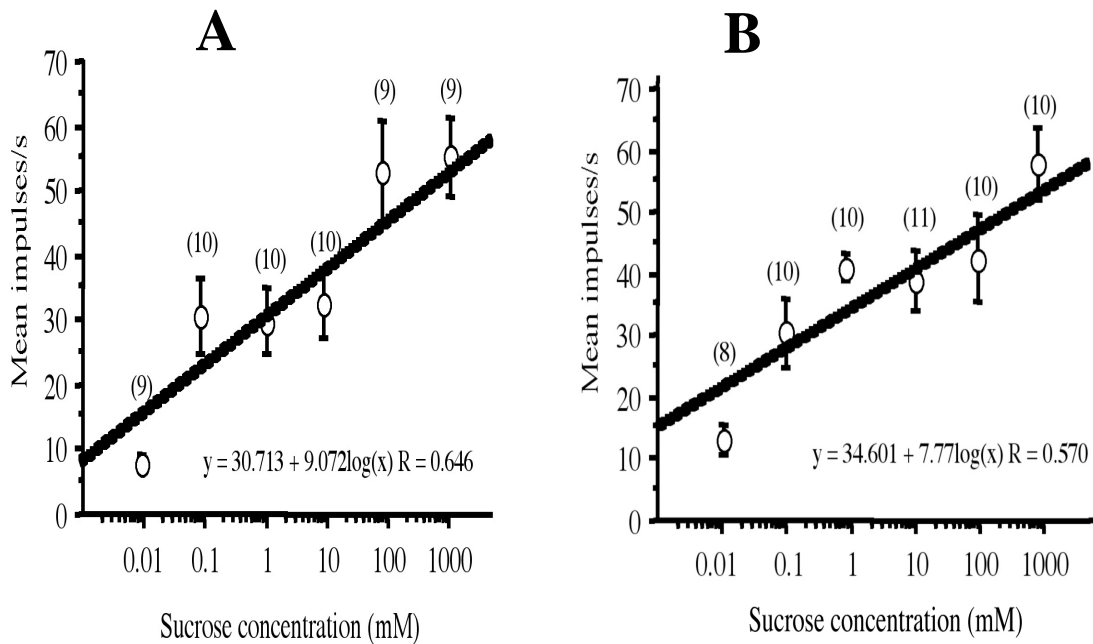 A
70
60
50
40
30
20
10
0
Mean impulses/s
(9)
(10)
(10)
(10)
(9)
(9)
y = 30.713 + 9.072log(x) R = 0.646
0.01 0.1 1 10 100 1000
Sucrose concentration (mM)
B
70
60
50
40
30
20
10
0
Mean impulses/s
(8)
(10)
(10)
(11)
(10)
(10)
y = 34.601 + 7.77log(x) R = 0.570
0.01 0.1 1 10 100 1000
Sucrose concentration (mM)